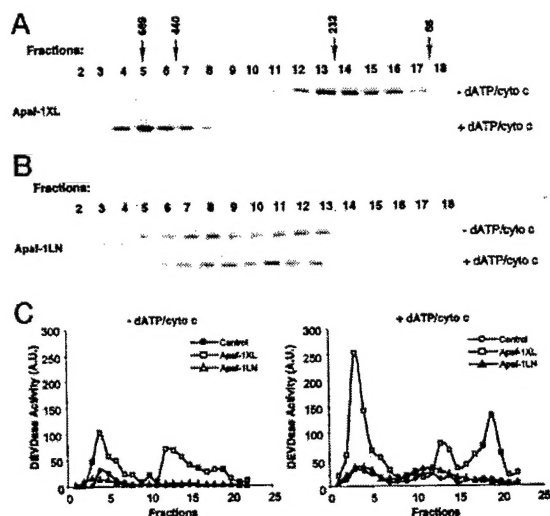 A
669 440 232 66
Fractions:
2 3 4 5 6 7 8 9 10 11 12 13 14 15 16 17 18
- dATP/cyto c
Apaf-1XL
+ dATP/cyto c
B
Fractions:
2 3 4 5 6 7 8 9 10 11 12 13 14 15 16 17 18
- dATP/cyto c
Apaf-1LN
+ dATP/cyto c
C
- dATP/cyto c
+ dATP/cyto c
300
250
200
150
100
50
0
DEVDase Activity (A.U.)
Control
Apaf-1XL
Apaf-1LN
0 5 10 15 20 25
Fractions
300
250
200
150
100
50
0
DEVDase Activity (A.U.)
Control
Apaf-1XL
Apaf-1LN
0 5 10 15 20 25
Fractions